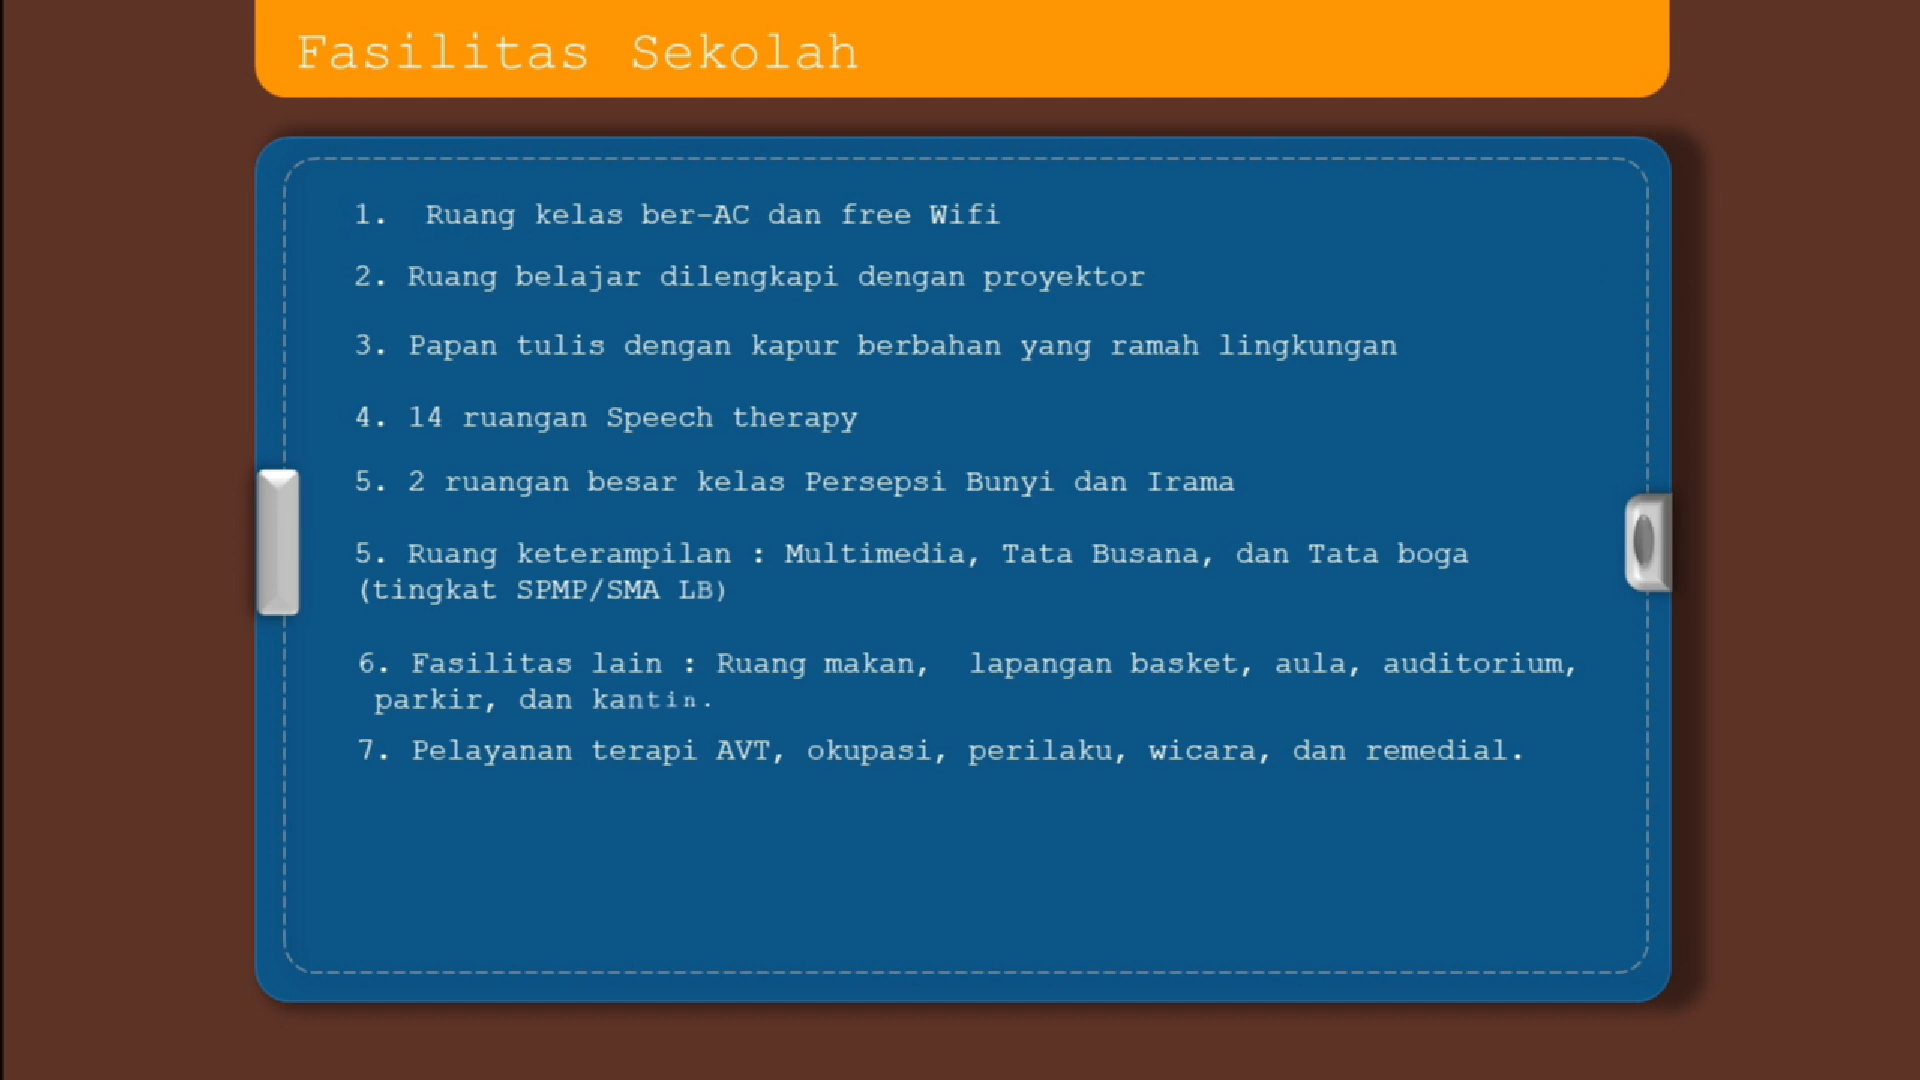 Fasilitas Sekolah
1. Ruang kelas ber-AC dan free Wifi
2. Ruang belajar dilengkapi dengan proyektor
3. Papan tulis dengan kapur berbahan yang ramah lingkungan
4. 14 ruangan Speech therapy
5. 2 ruangan besar kelas Persepsi Bunyi dan Irama
5. Ruang keterampilan : Multimedia, Tata Busana, dan Tata boga
(tingkat SPMP/SMA LB)
6. Fasilitas lain : Ruang makan, lapangan basket, aula, auditorium,
parkir, dan kantin.
7. Pelayanan terapi AVT, okupasi, perilaku, wicara, dan remedial.